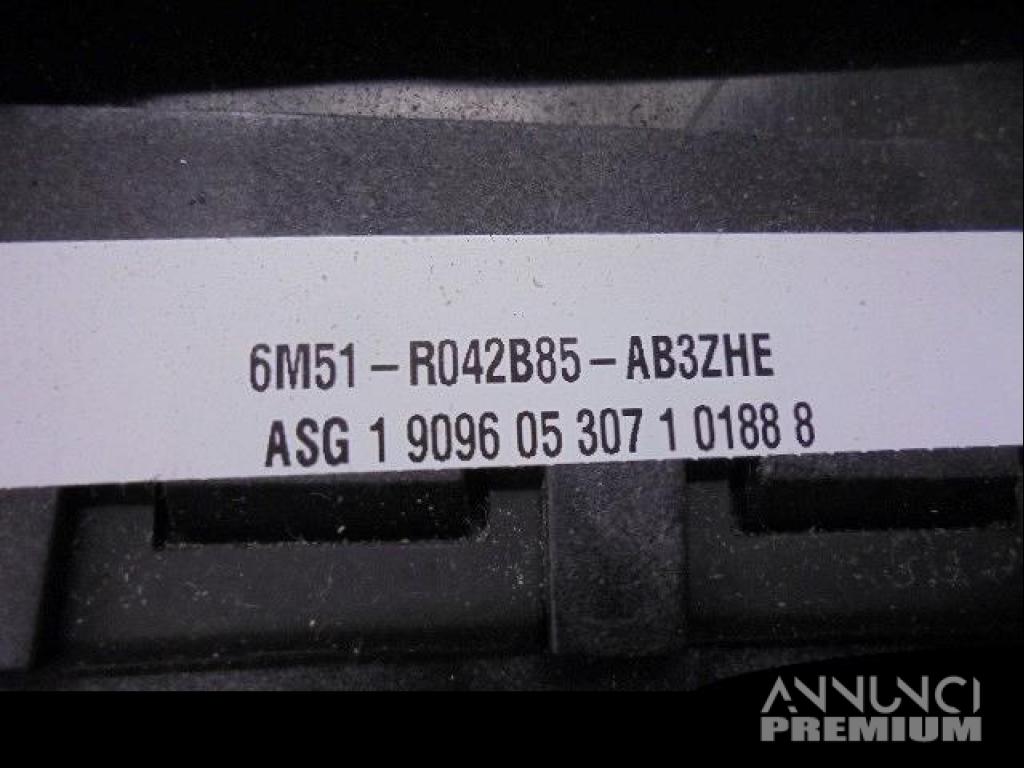 6M51-R042B85-AB3ZHE
ASG 1 9096 05 307 1 0188 8
ANNUNCI
PREMIUM